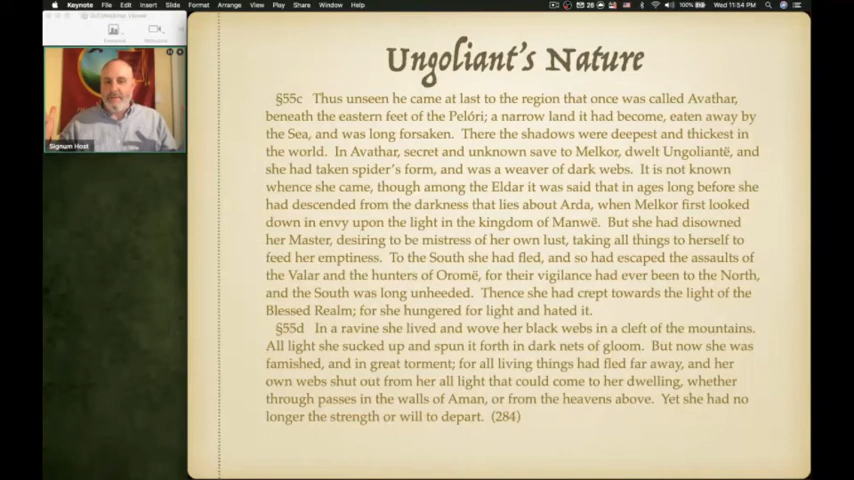 Keynote File Edit Insert Slide Format Arrange View Play Share Window Help
26
100%
Wed 11:54 PM
Signum Host
Ungoliant's Nature
§55c Thus unseen he came at last to the region that once was called Avathar,
beneath the eastern feet of the Pelóri; a narrow land it had become, eaten away by
the Sea, and was long forsaken. There the shadows were deepest and thickest in
the world. In Avathar, secret and unknown save to Melkor, dwelt Ungoliantë, and
she had taken spider's form, and was a weaver of dark webs. It is not known
whence she came, though among the Eldar it was said that in ages long before she
had descended from the darkness that lies about Arda, when Melkor first looked
down in envy upon the light in the kingdom of Manwë. But she had disowned
her Master, desiring to be mistress of her own lust, taking all things to herself to
feed her emptiness. To the South she had fled, and so had escaped the assaults of
the Valar and the hunters of Oromë, for their vigilance had ever been to the North,
and the South was long unheeded. Thence she had crept towards the light of the
Blessed Realm; for she hungered for light and hated it.
§55d In a ravine she lived and wove her black webs in a cleft of the mountains.
All light she sucked up and spun it forth in dark nets of gloom. But now she was
famished, and in great torment; for all living things had fled far away, and her
own webs shut out from her all light that could come to her dwelling, whether
through passes in the walls of Aman, or from the heavens above. Yet she had no
longer the strength or will to depart. (284)